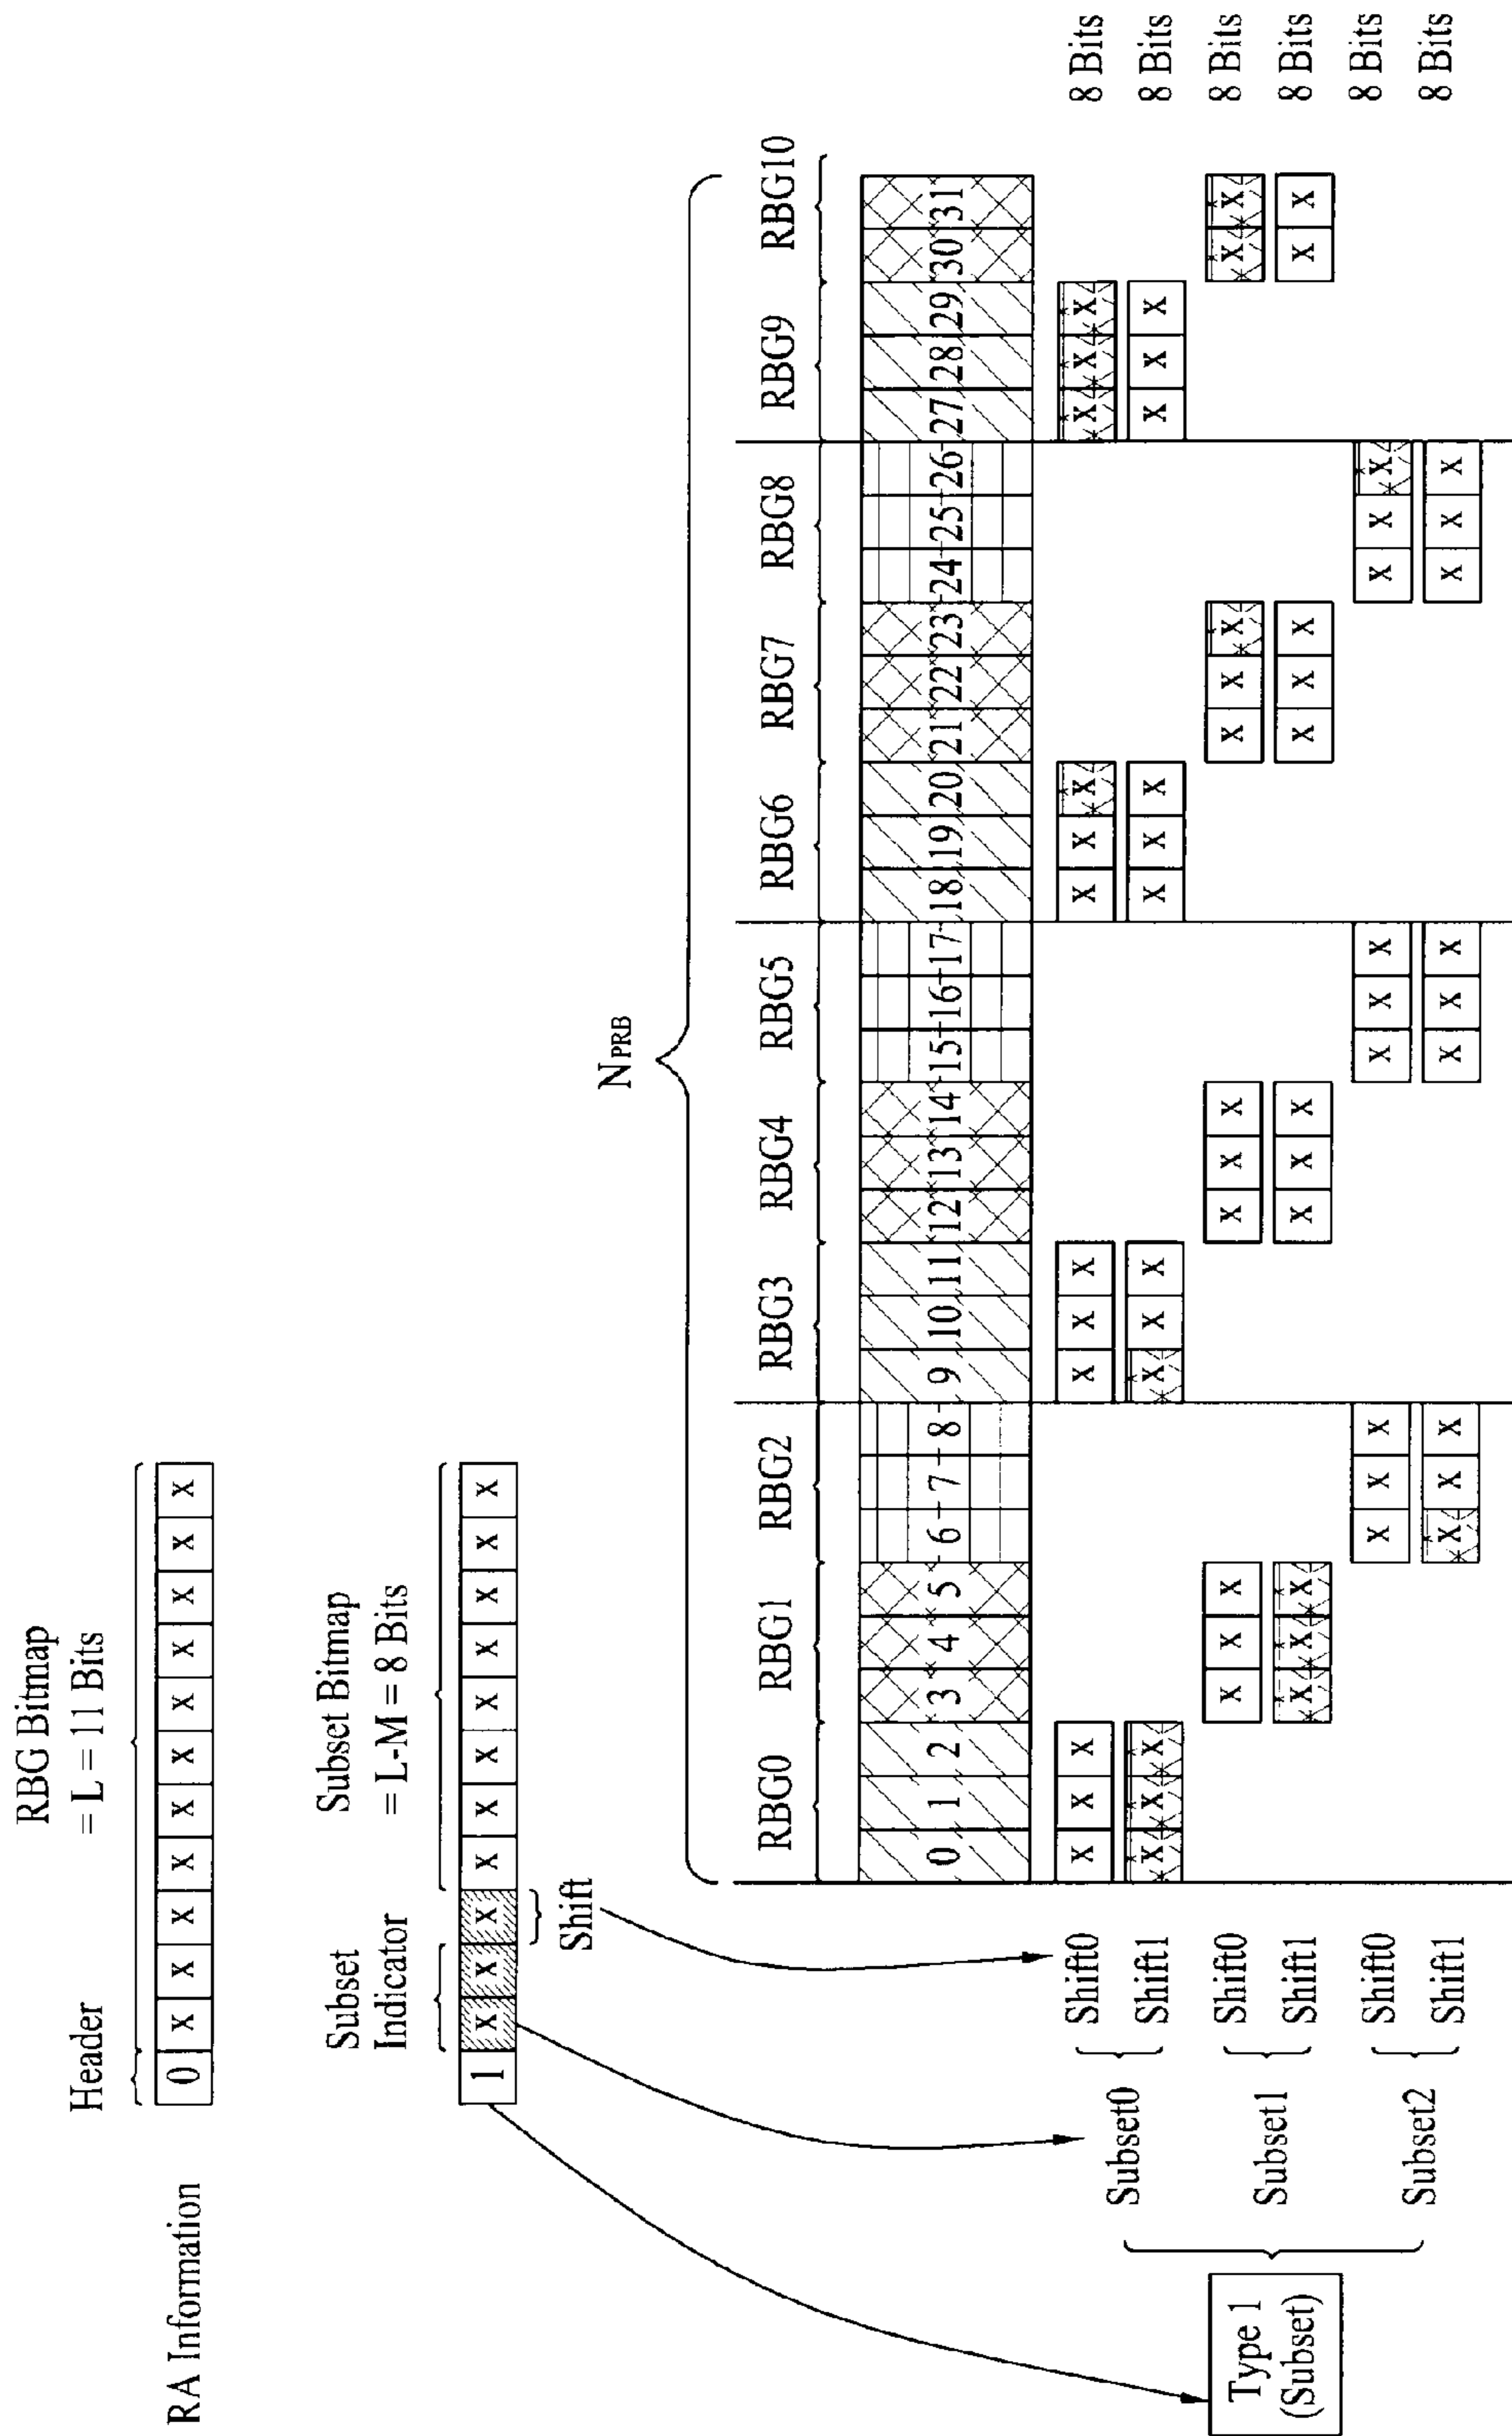 RBG Bitmap
= L = 11 Bits
Header
RA Information
0 X X X X X X X X X X X
Subset Bitmap
= L-M = 8 Bits
Subset
Indicator
1 X X X X X X X X X X X
Shift
NPRB
RBG0 RBG1 RBG2 RBG3 RBG4 RBG5 RBG6 RBG7 RBG8 RBG9 RBG10
0 1 2 3 4 5 6 7 8 9 10 11 12 13 14 15 16 17 18 19 20 21 22 23 24 25 26 27 28 29 30 31
Type 1
(Subset)
Subset0
Shift0 X X X X X X X X X X X X 8 Bits
Shift1 X X X X X X X X X X X X 8 Bits
Subset1
Shift0 X X X X X X X X X X X 8 Bits
Shift1 X X X X X X X X X X X 8 Bits
Subset2
Shift0 X X X X X X X X X 8 Bits
Shift1 X X X X X X X X X 8 Bits